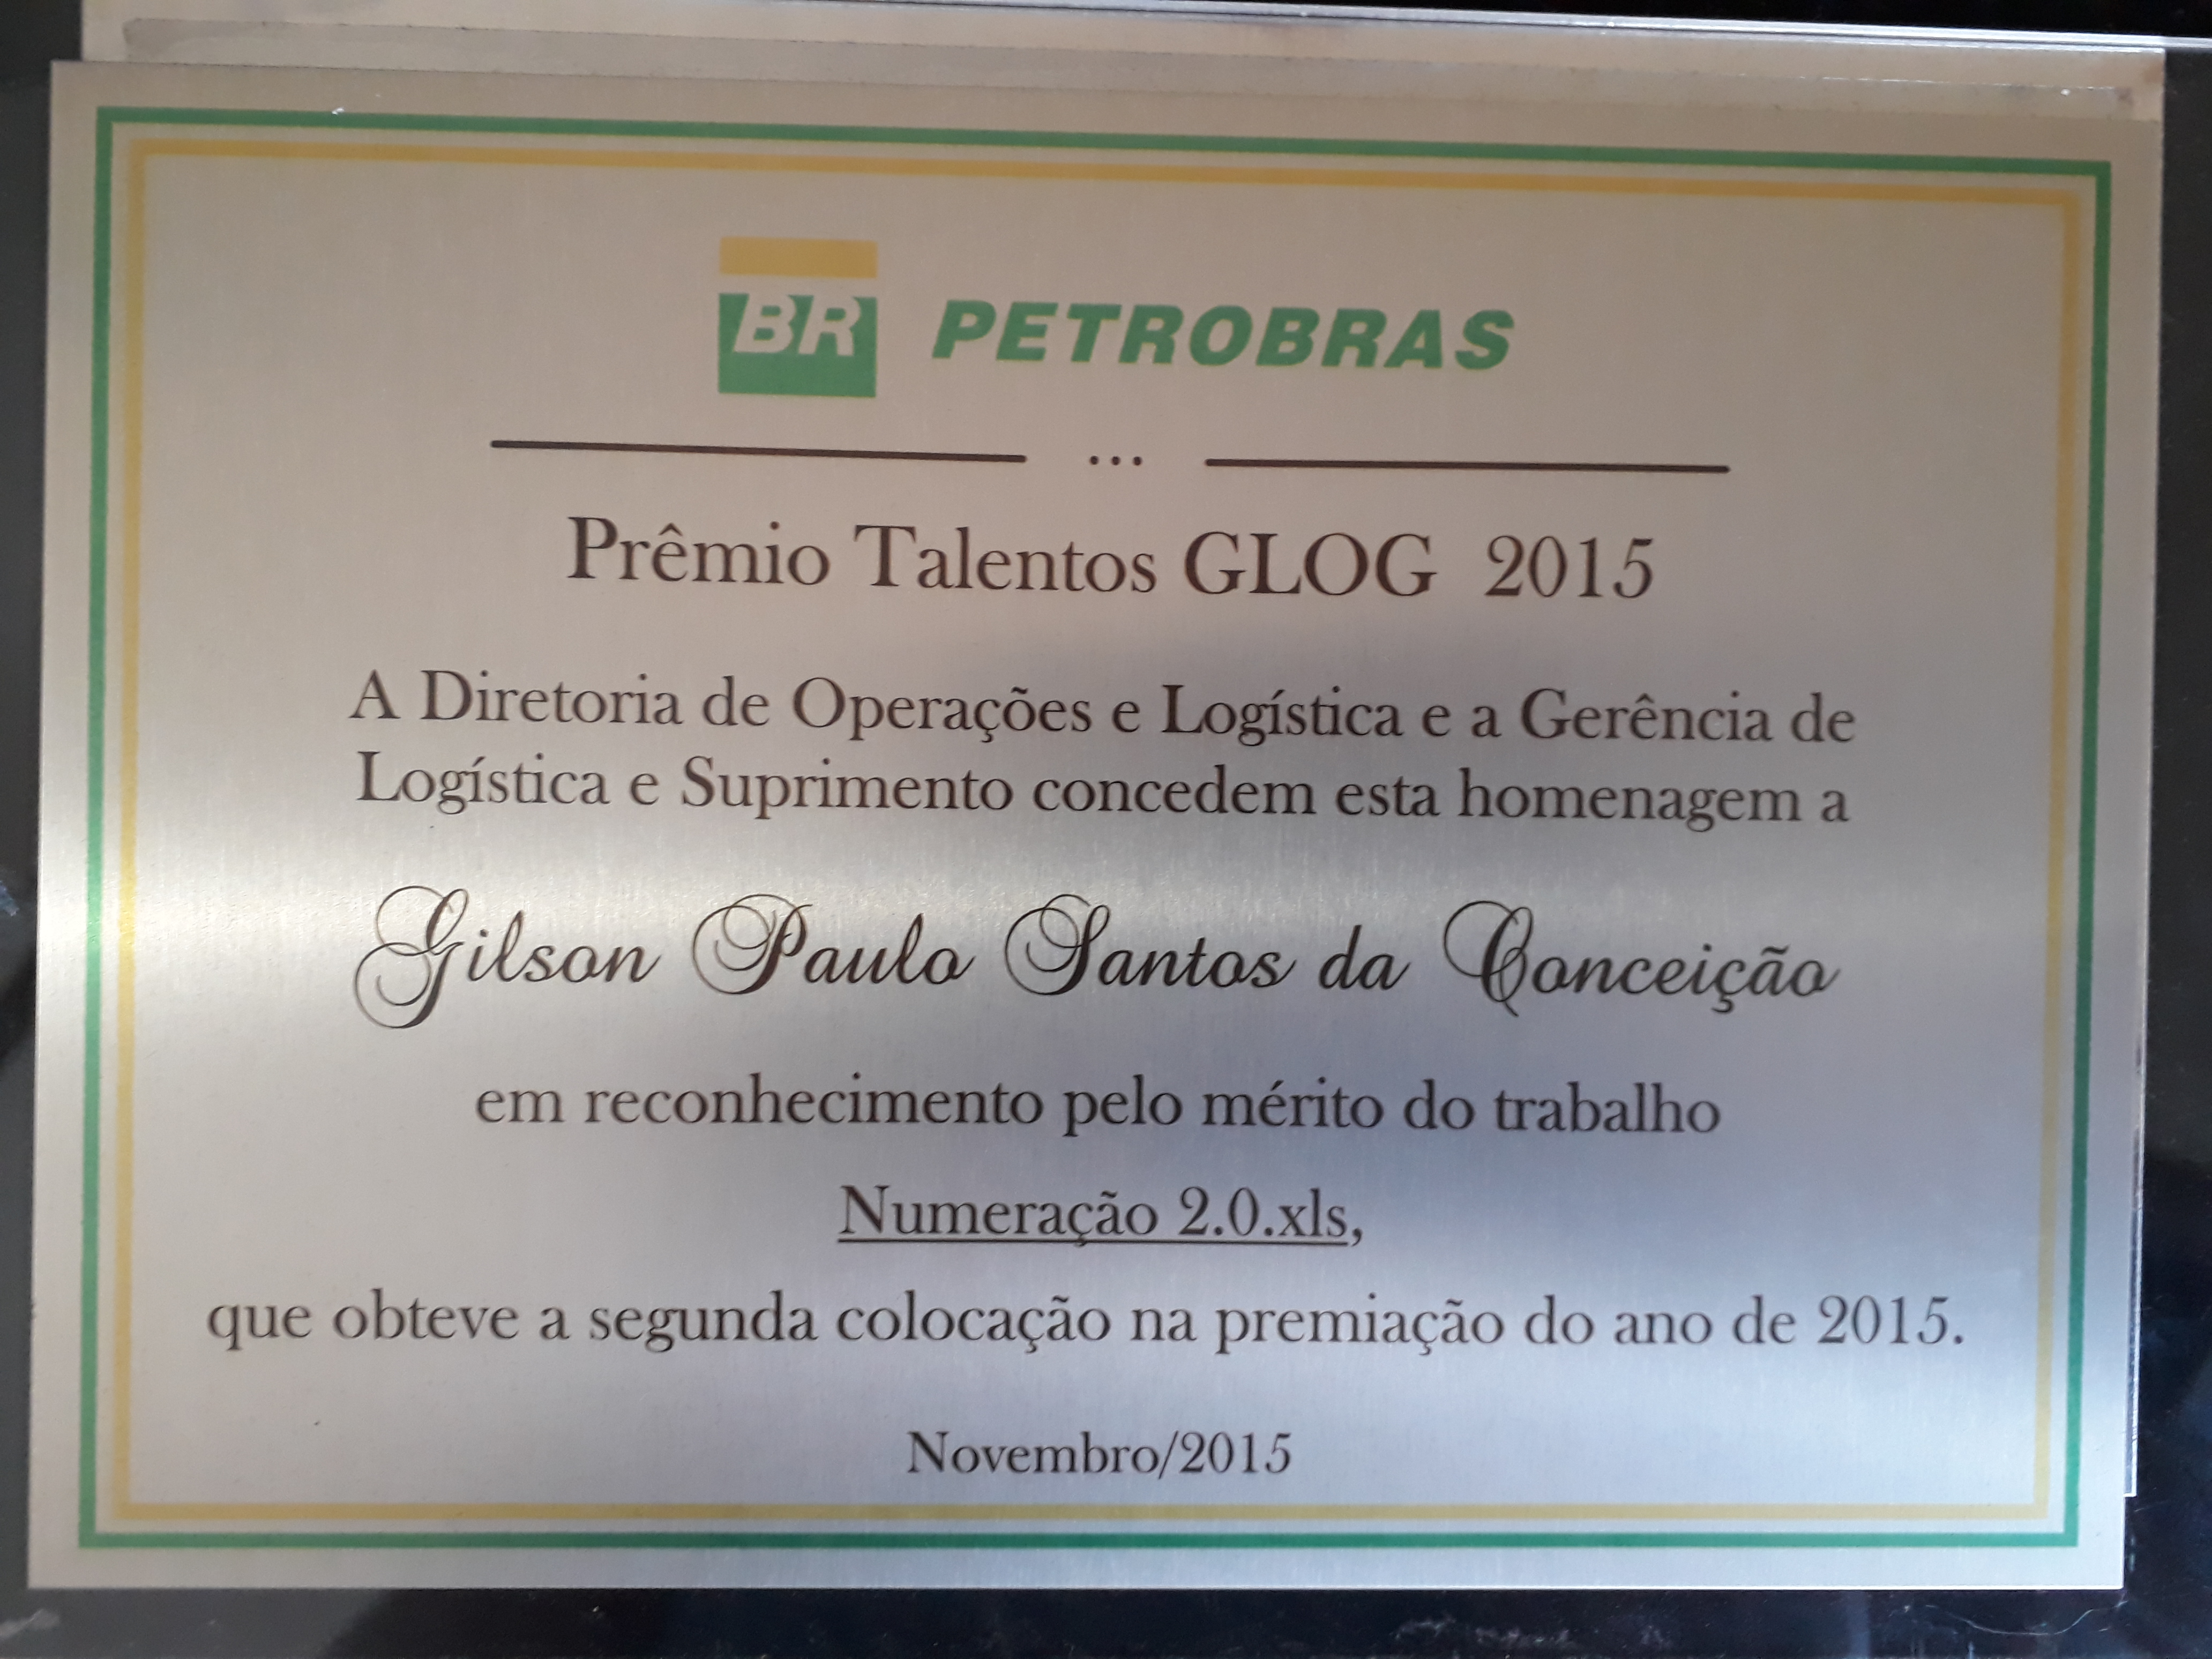 BR PETROBRAS
...
Prêmio Talentos GLOG 2015
A Diretoria de Operações e Logística e a Gerência de
Logística e Suprimento concedem esta homenagem a
Gilson Paulo Santos da Conceição
em reconhecimento pelo mérito do trabalho
Numeração 2.0.xls,
que obteve a segunda colocação na premiação do ano de 2015.
Novembro/2015